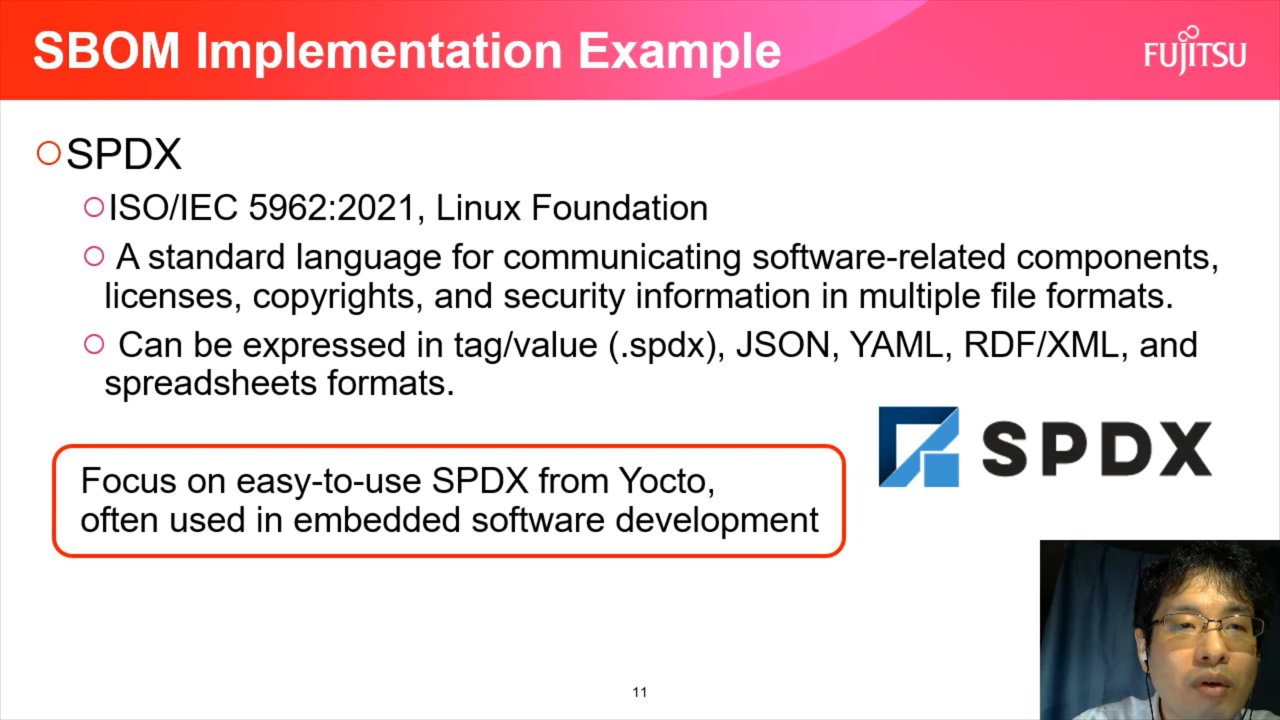 SBOM Implementation Example
FUJITSU
SPDX
ISO/IEC 5962:2021, Linux Foundation
A standard language for communicating software-related components,
licenses, copyrights, and security information in multiple file formats.
Can be expressed in tag/value (.spdx), JSON, YAML, RDF/XML, and
spreadsheets formats.
SPDX
Focus on easy-to-use SPDX from Yocto,
often used in embedded software development
11